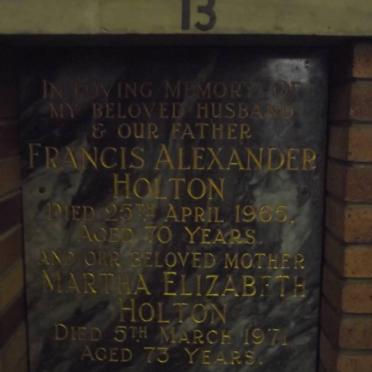 13
IN LOVING MEMORY OF
MY BELOVED HUSBAND
& OUR FATHER
FRANCIS ALEXANDER
HOLTON
DIED 25TH APRIL 1965,
AGED 70 YEARS.
AND OUR BELOVED MOTHER
MARTHA ELIZABETH
HOLTON
DIED 5TH MARCH 1971
AGED 73 YEARS.